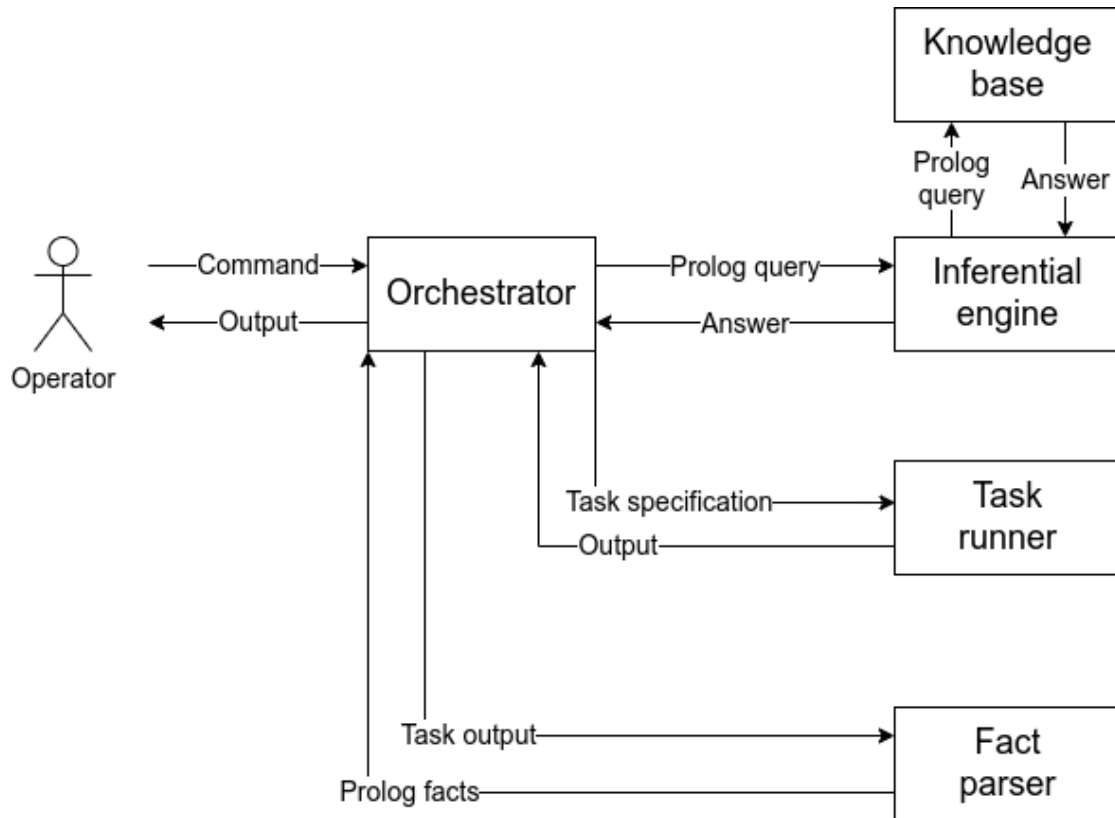 Knowledge
base
Prolog
query
Answer
Command
Orchestrator
Prolog query
Inferential
engine
Output
Answer
Operator
Task specification
Task
runner
Output
Task output
Fact
parser
Prolog facts